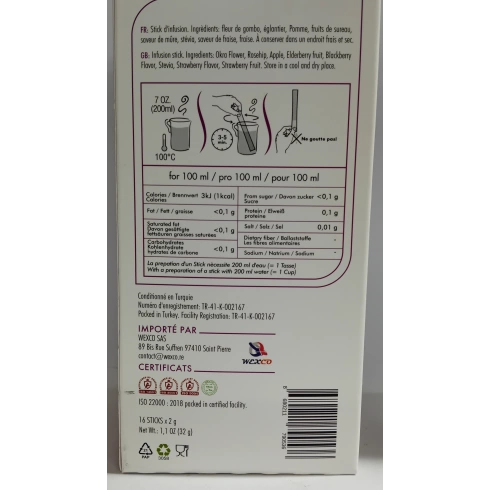 FR: Stick d'infusion. Ingrédients: fleur de gombo, églantier, Pomme, fruits de sureau,
saveur de mûre, stévia, saveur de fraise, fraise. A conserver dans un endroit frais et sec.
GB: Infusion stick. Ingredients: Okra Flower, Rosehip, Apple, Elderberry fruit, Blackberry
Flavor, Stevia, Strawberry Flavor, Strawberry Fruit. Store in a cool and dry place.
7 OZ.
(200ml)
100°C
3-5
min.
Ne goutte pas!
for 100 ml / pro 100 ml / pour 100 ml
Calories / Brennwert 3kJ (1kcal)
Calories
Fat / Fett / graisse <0,1 g
Saturated fat
Davon gesättigte <0,1 g
fettsäuren graisses saturées
Carbohydrates
Kohlenhydrate <0,1 g
hydrates de carbone
From sugar / Davon zucker <0,1 g
Sucre
Protein / Elweiß 0,1 g
protéine
Salt / Salz / Sel 0,01 g
Dietary fiber / Ballaststoffe -
Les fibres alimentaires
Sodium / Natrium / Sodium -
La prepation d'un Stick nécessite 200 ml d'eau (= 1 Tasse)
With a preparation of a stick with 200 ml water (= 1 Cup)
Conditionné en Turquie
Numéro d'enregistrement: TR-41-K-002167
Packed in Turkey. Facility Registration: TR-41-K-002167
IMPORTÉ PAR
WEXCO SAS
89 Bis Rue Suffren 97410 Saint Pierre
contact@wexco.re
WEXCO
CERTIFICATS
ISO 22000 : 2018 packed in certified facility.
16 STICKS x 2 g
Net Wt. 1,1 OZ (32 g)
PAP
3058